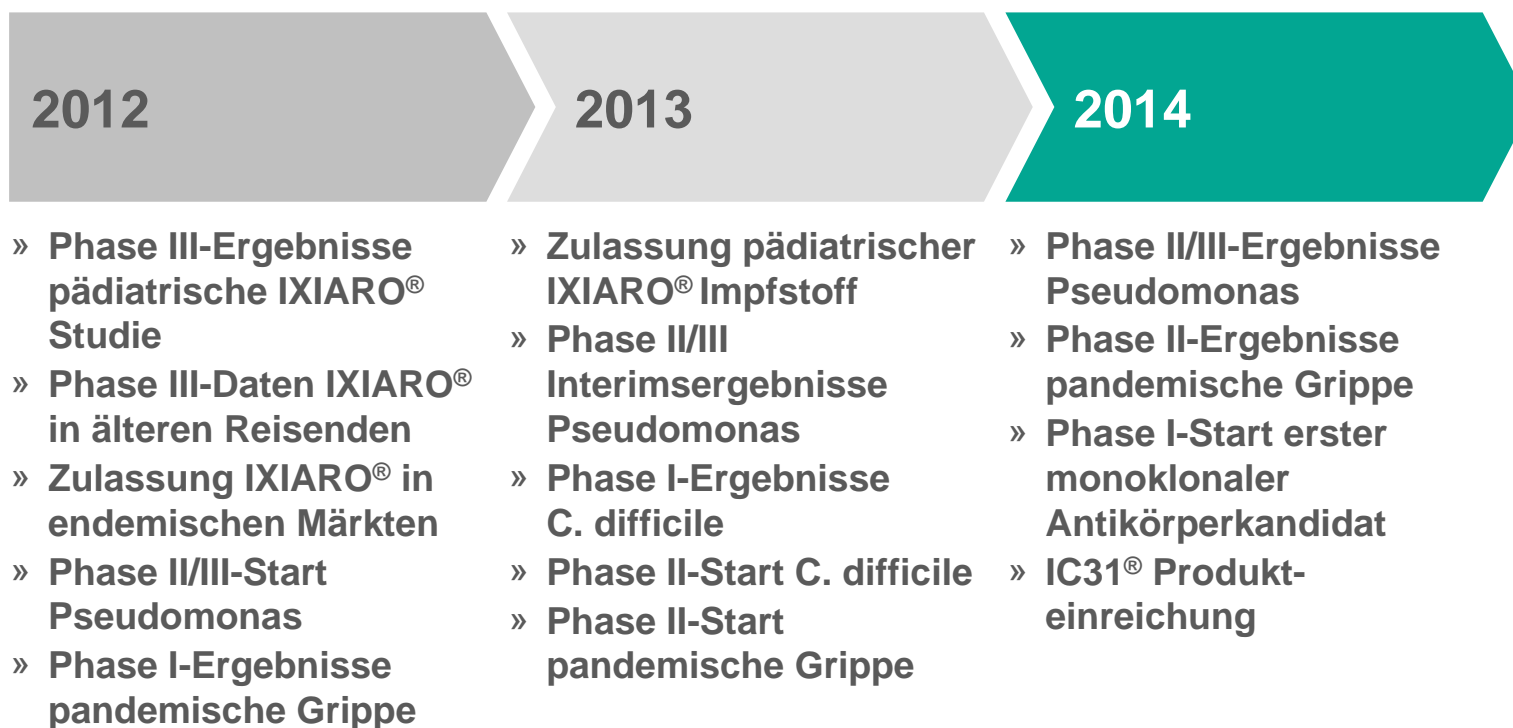 2012
» Phase III-Ergebnisse
pädiatrische IXIARO®
Studie
» Phase III-Daten IXIARO®
in älteren Reisenden
» Zulassung IXIARO® in
endemischen Märkten
» Phase II/III-Start
Pseudomonas
» Phase I-Ergebnisse
pandemische Grippe
2013
» Zulassung pädiatrischer
IXIARO® Impfstoff
» Phase II/III
Interimsergebnisse
Pseudomonas
» Phase I-Ergebnisse
C. difficile
» Phase II-Start C. difficile
» Phase II-Start
pandemische Grippe
2014
» Phase II/III-Ergebnisse
Pseudomonas
» Phase II-Ergebnisse
pandemische Grippe
» Phase I-Start erster
monoklonaler
Antikörperkandidat
» IC31® Produkt-
einreichung